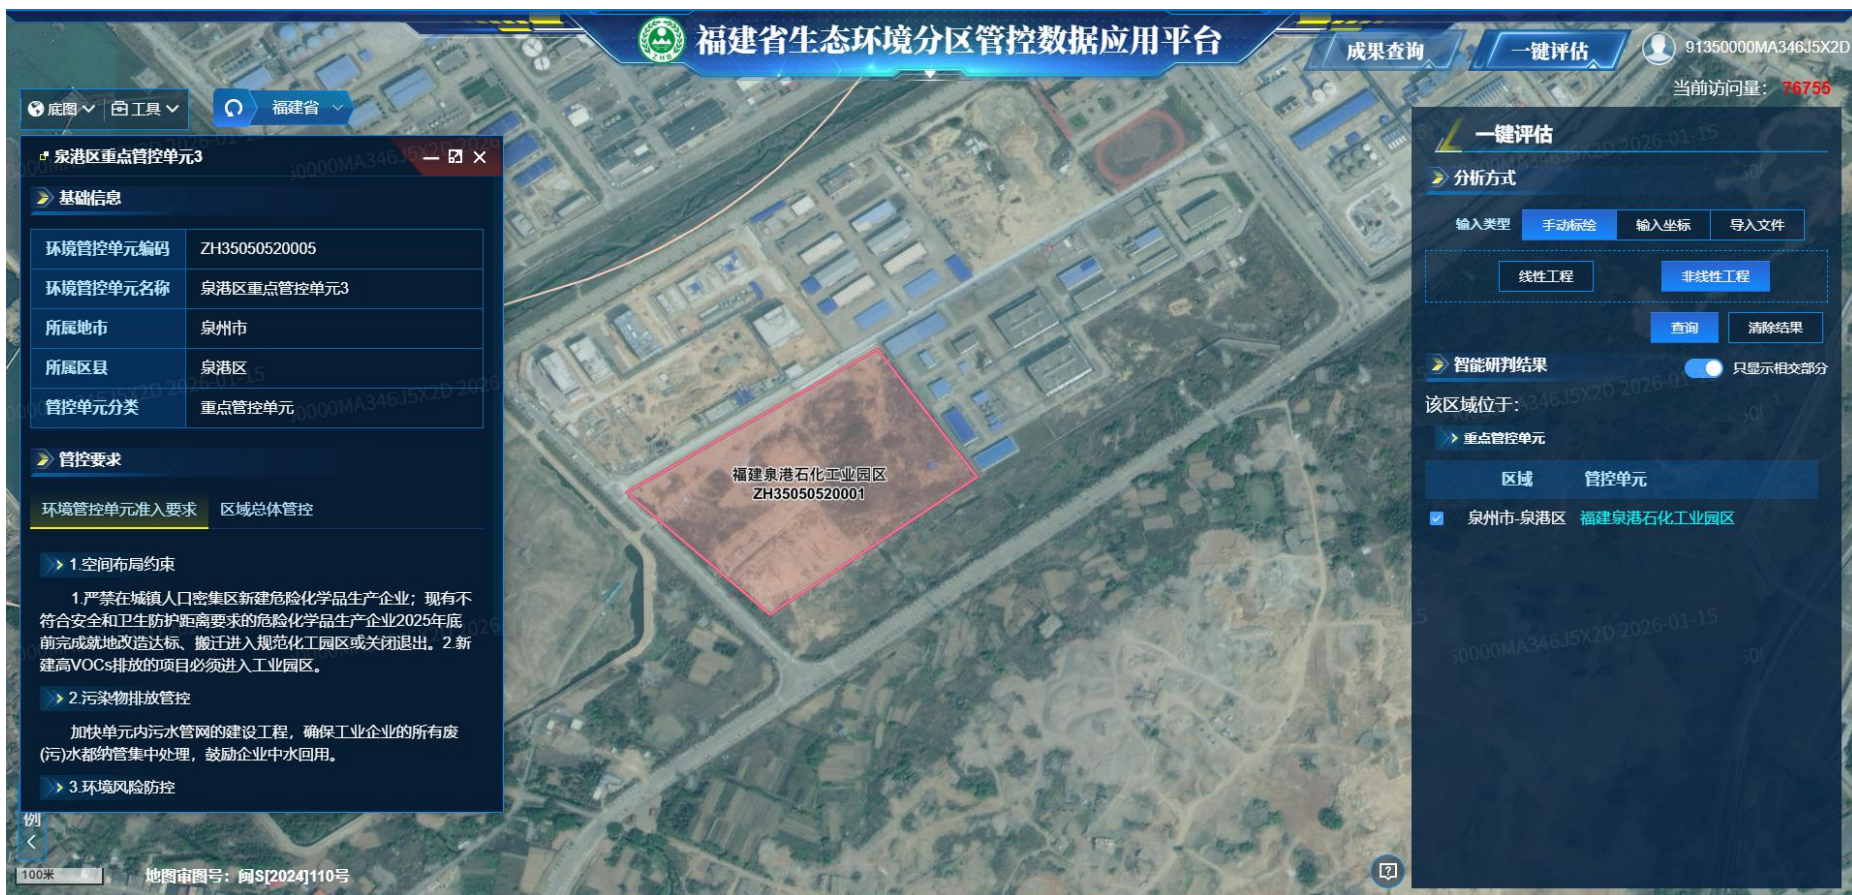 福建省生态环境分区管控数据应用平台
成果查询
一键评估
91350000MA346J5X2D
当前访问量: 76755
底图
工具
福建省
泉港区重点管控单元3
基础信息
环境管控单元编码 ZH35050520005
环境管控单元名称 泉港区重点管控单元3
所属地市 泉州市
所属区县 泉港区
管控单元分类 重点管控单元
管控要求
环境管控单元准入要求 区域总体管控
1.空间布局约束
1.严禁在城镇人口密集区新建危险化学品生产企业；现有不
符合安全和卫生防护距离要求的危险化学品生产企业2025年底
前完成就地改造达标、搬迁进入规范化工园区或关闭退出。2.新
建高VOCs排放的项目必须进入工业园区。
2.污染物排放管控
加快单元内污水管网的建设工程，确保工业企业的所有废
(污)水都纳管集中处理，鼓励企业中水回用。
3.环境风险防控
例
100米
地图审图号：闽S[2024]110号
福建泉港石化工业园区
ZH35050520001
一键评估
分析方式
输入类型 手动标绘 输入坐标 导入文件
线性工程 非线性工程
查询 清除结果
智能研判结果 只显示相交部分
该区域位于:
重点管控单元
区域 管控单元
泉州市-泉港区 福建泉港石化工业园区